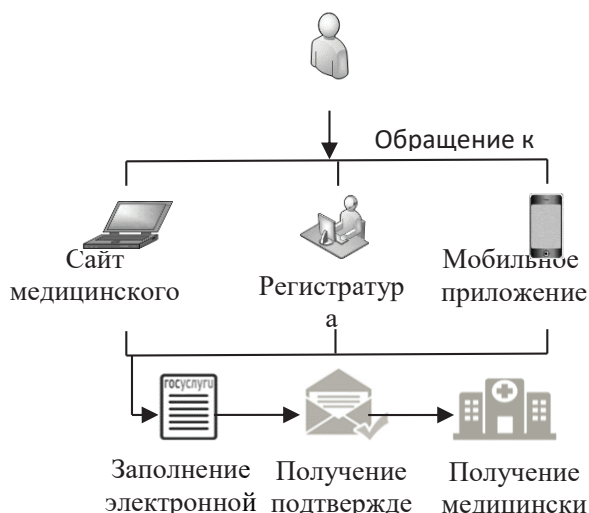 Обращение к
Сайт
медицинского
Регистратур
а
Мобильное
приложение
госуслуги
Заполнение
электронной
Получение
подтвержде
Получение
медицински